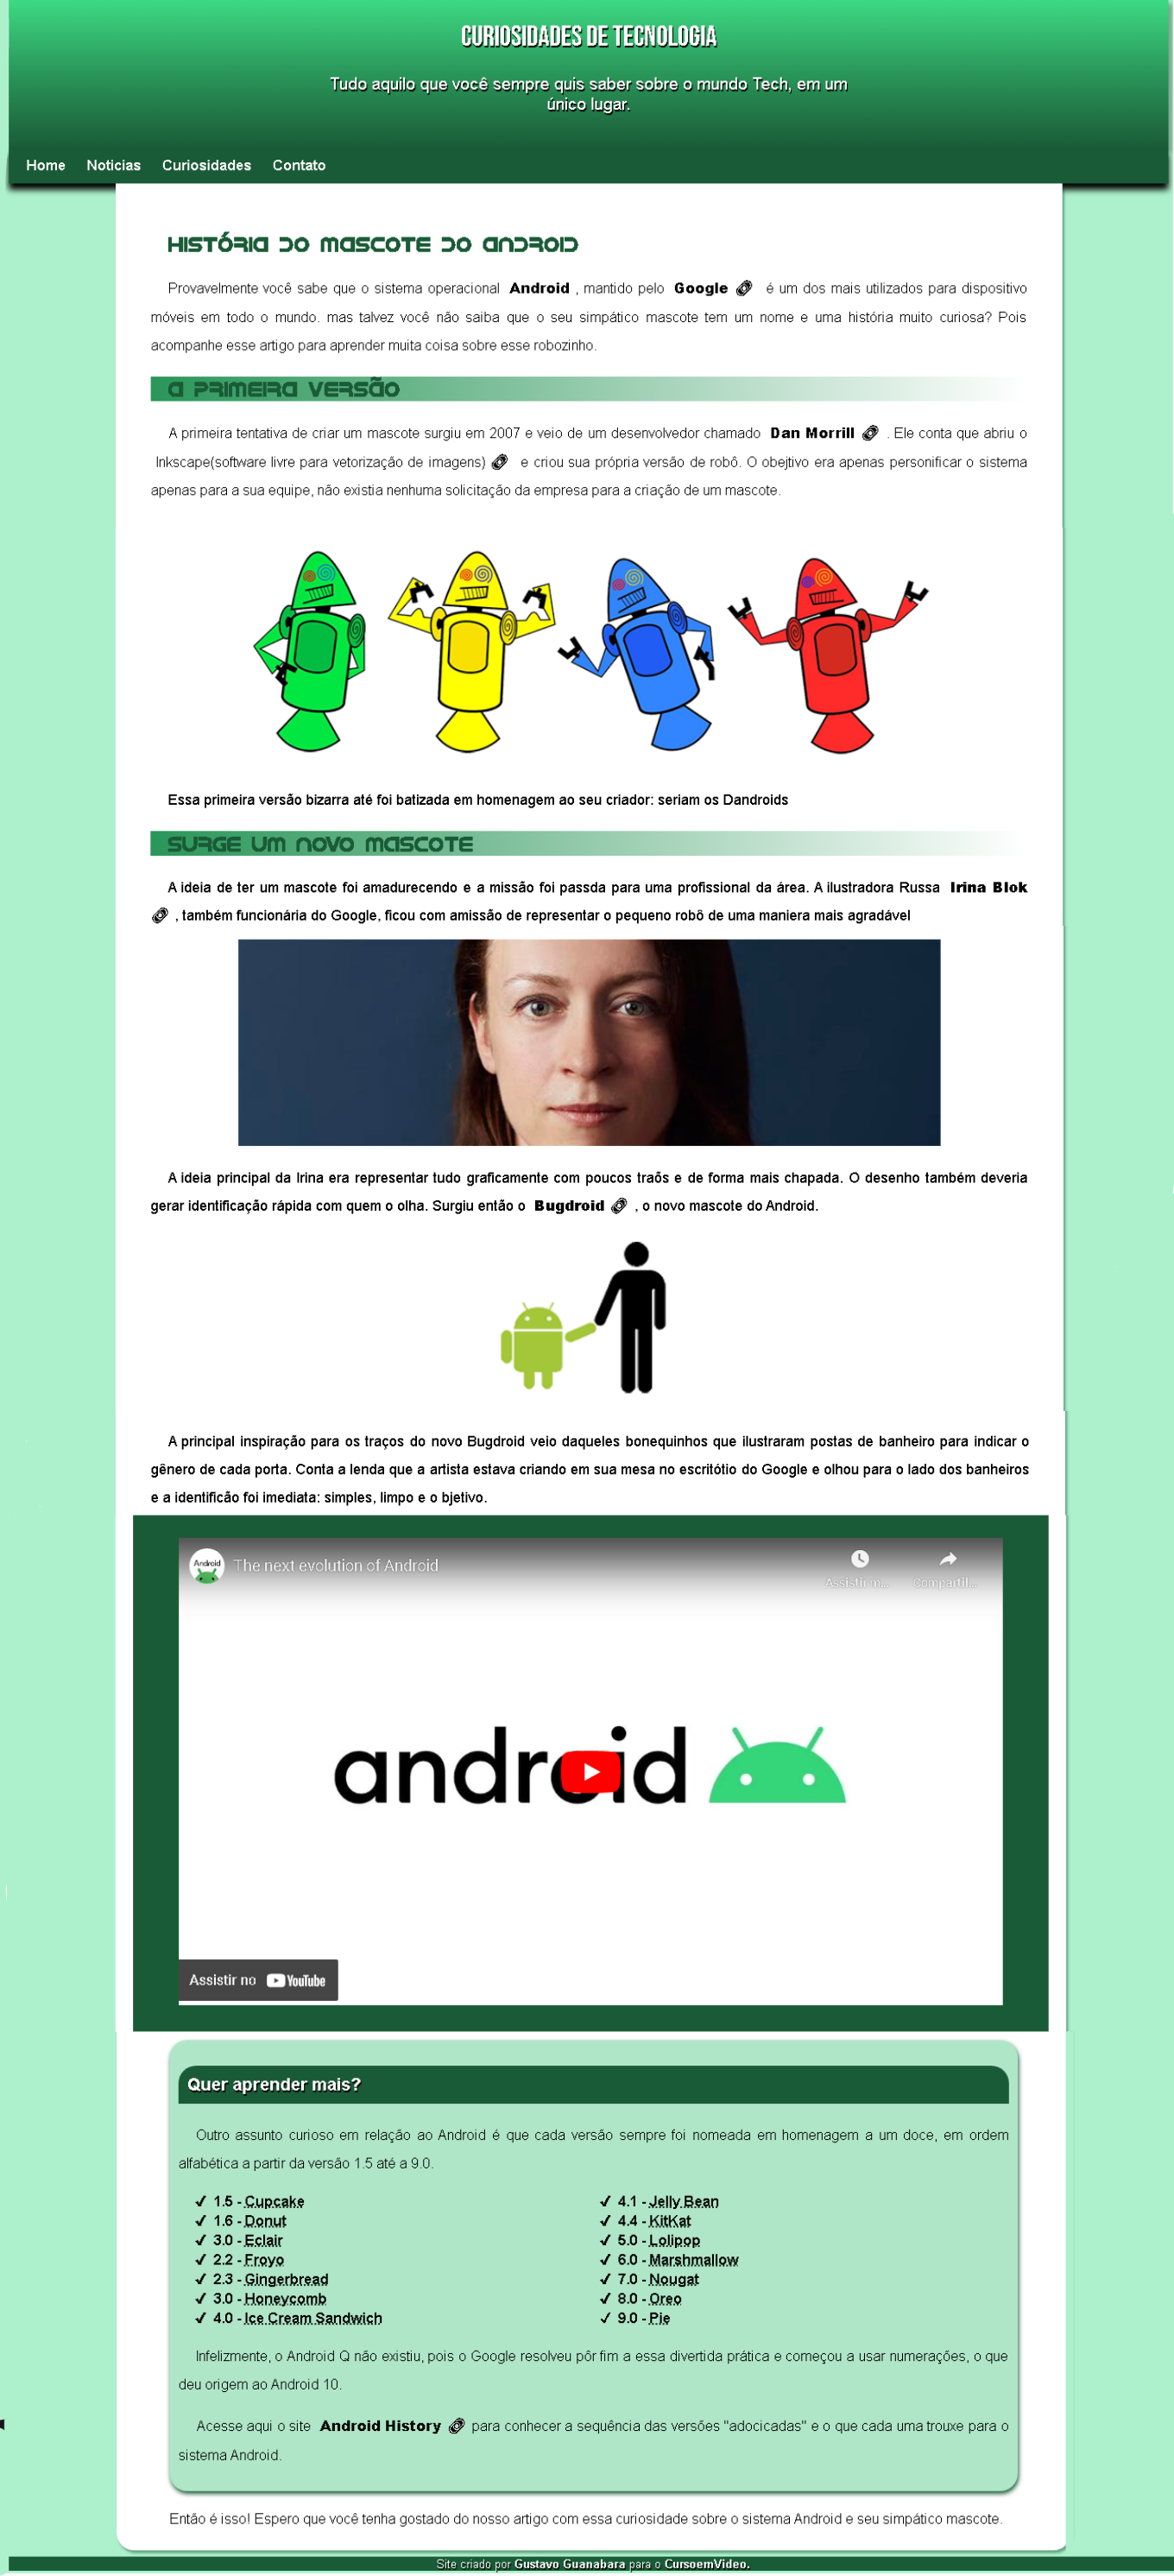 CURIOSIDADES DE TECNOLOGIA
Tudo aquilo que você sempre quis saber sobre o mundo Tech, em um
único lugar.
Home Noticias Curiosidades Contato
História do mascote do Android
Provavelmente você sabe que o sistema operacional Android , mantido pelo Google é um dos mais utilizados para dispositivo
móveis em todo o mundo. mas talvez você não saiba que o seu simpático mascote tem um nome e uma história muito curiosa? Pois
acompanhe esse artigo para aprender muita coisa sobre esse robozinho.
A primeira versão
A primeira tentativa de criar um mascote surgiu em 2007 e veio de um desenvolvedor chamado Dan Morrill . Ele conta que abriu o
Inkscape(software livre para vetorização de imagens) e criou sua própria versão de robô. O obejtivo era apenas personificar o sistema
apenas para a sua equipe, não existia nenhuma solicitação da empresa para a criação de um mascote.
Essa primeira versão bizarra até foi batizada em homenagem ao seu criador: seriam os Dandroids
Surge um novo mascote
A ideia de ter um mascote foi amadurecendo e a missão foi passda para uma profissional da área. A ilustradora Russa Irina Blok
, também funcionária do Google, ficou com amissão de representar o pequeno robô de uma maneira mais agradável
A ideia principal da Irina era representar tudo graficamente com poucos traõs e de forma mais chapada. O desenho também deveria
gerar identificação rápida com quem o olha. Surgiu então o Bugdroid , o novo mascote do Android.
A principal inspiração para os traços do novo Bugdroid veio daqueles bonequinhos que ilustraram postas de banheiro para indicar o
gênero de cada porta. Conta a lenda que a artista estava criando em sua mesa no escritótio do Google e olhou para o lado dos banheiros
e a identificão foi imediata: simples, limpo e o bjetivo.
Android The next evolution of Android
Assistir m... Compartil...
android
Assistir no YouTube
Quer aprender mais?
Outro assunto curioso em relação ao Android é que cada versão sempre foi nomeada em homenagem a um doce, em ordem
alfabética a partir da versão 1.5 até a 9.0.
✔ 1.5 - Cupcake
✔ 1.6 - Donut
✔ 3.0 - Eclair
✔ 2.2 - Froyo
✔ 2.3 - Gingerbread
✔ 3.0 - Honeycomb
✔ 4.0 - Ice Cream Sandwich
✔ 4.1 - Jelly Bean
✔ 4.4 - KitKat
✔ 5.0 - Lolipop
✔ 6.0 - Marshmallow
✔ 7.0 - Nougat
✔ 8.0 - Oreo
✔ 9.0 - Pie
Infelizmente, o Android Q não existiu, pois o Google resolveu pôr fim a essa divertida prática e começou a usar numerações, o que
deu origem ao Android 10.
Acesse aqui o site Android History para conhecer a sequência das versões "adocicadas" e o que cada uma trouxe para o
sistema Android.
Então é isso! Espero que você tenha gostado do nosso artigo com essa curiosidade sobre o sistema Android e seu simpático mascote.
Site criado por Gustavo Guanabara para o CursoemVideo.